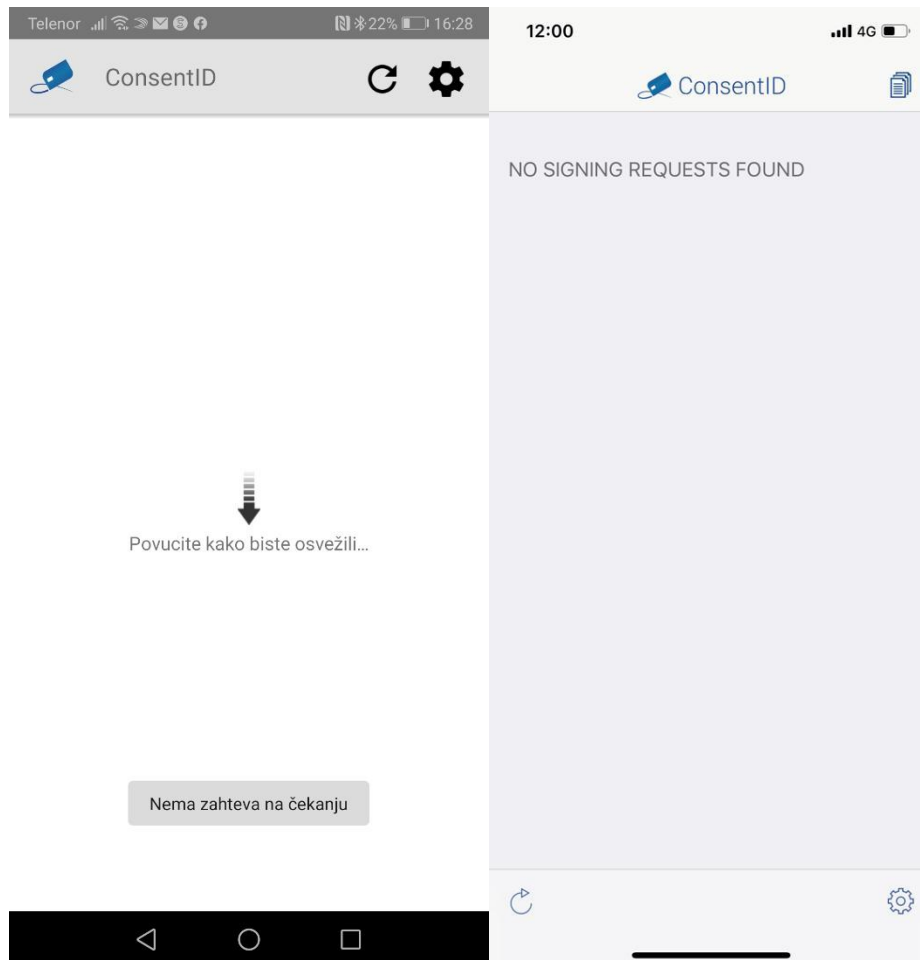 Telenor
22%
16:28
ConsentID
Povucite kako biste osvežili...
Nema zahteva na čekanju
12:00
4G
ConsentID
NO SIGNING REQUESTS FOUND